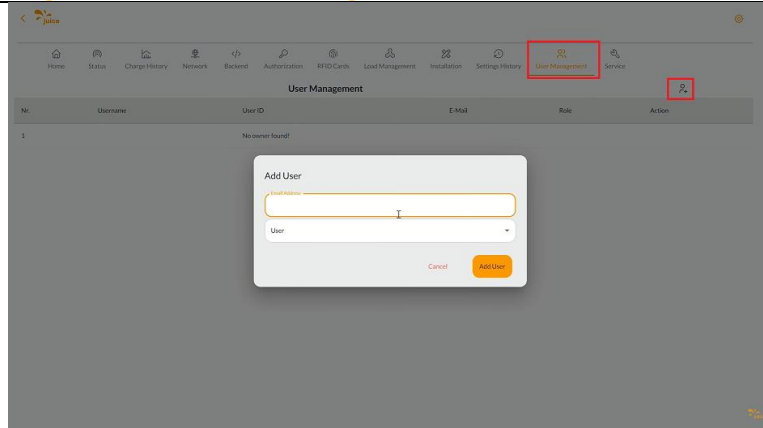 juice
Home Status Charge History Network Backend Authorization RFID Cards Load Management Installation Settings History User Management Service
User Management
Nr. Username User ID E-Mail Role Action
1 No owner found!
Add User
Email Address
User
Cancel Add User
juice